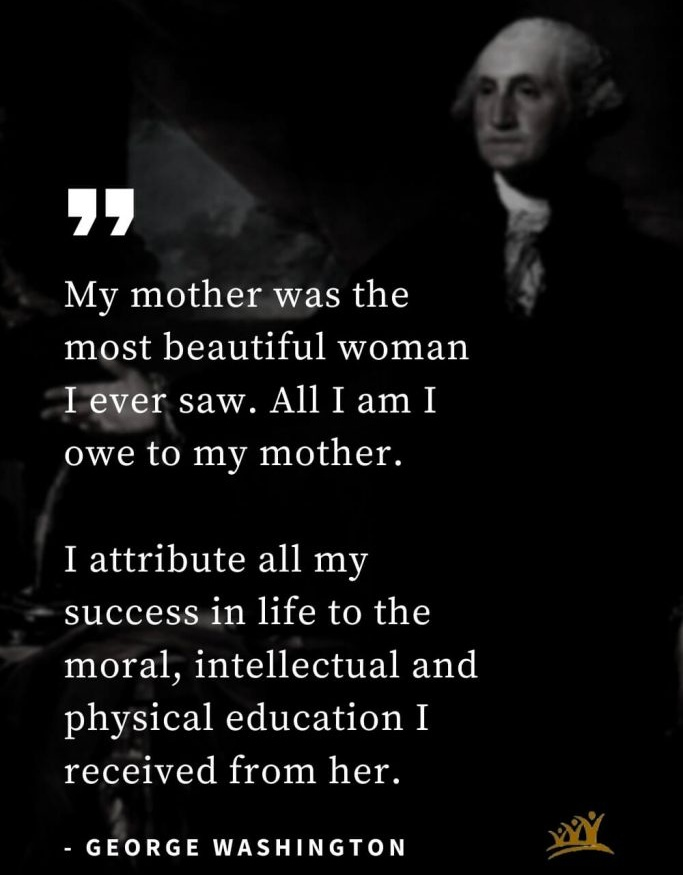 ”
My mother was the
most beautiful woman
I ever saw. All I am I
owe to my mother.
I attribute all my
success in life to the
moral, intellectual and
physical education I
received from her.
- GEORGE WASHINGTON